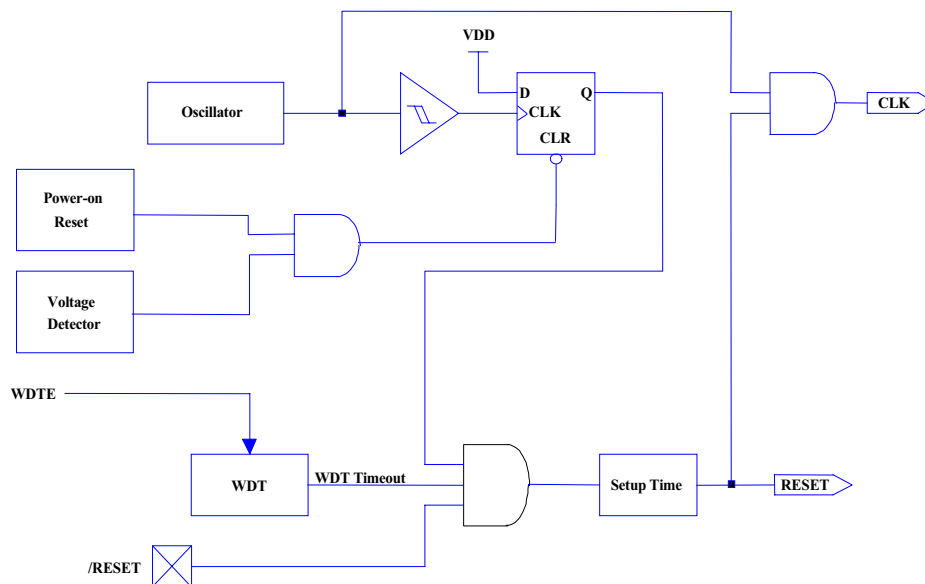 VDD
Oscillator
D
Q
CLK
CLR
CLK
Power-on
Reset
Voltage
Detector
WDTE
WDT
WDT Timeout
Setup Time
RESET
/RESET